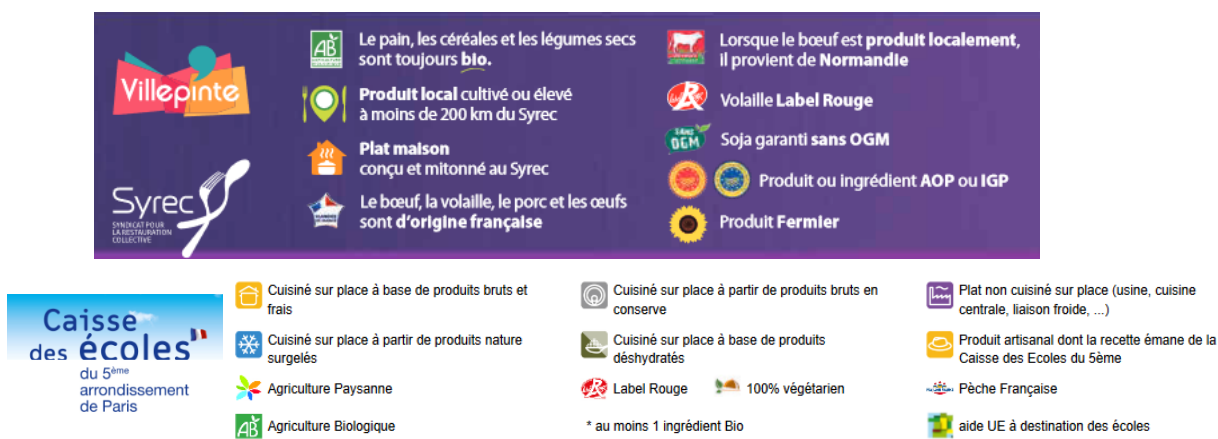 Villepinte
Syrec
SYNDICAT POUR
LA RESTAURATION
COLLECTIVE
AB
Le pain, les céréales et les légumes secs
sont toujours bio.
Produit local cultivé ou élevé
à moins de 200 km du Syrec
Plat maison
conçu et mitonné au Syrec
Le bœuf, la volaille, le porc et les œufs
sont d'origine française
Lorsque le bœuf est produit localement,
il provient de Normandie
Volaille Label Rouge
SANS
OGM
Soja garanti sans OGM
Produit ou ingrédient AOP ou IGP
Produit Fermier
Caisse
des écoles
du 5ème
arrondissement
de Paris
Cuisiné sur place à base de produits bruts et
frais
Cuisiné sur place à partir de produits nature
surgelés
Agriculture Paysanne
AB
Agriculture Biologique
Cuisiné sur place à partir de produits bruts en
conserve
Cuisiné sur place à base de produits
déshydratés
Label Rouge
100% végétarien
* au moins 1 ingrédient Bio
Plat non cuisiné sur place (usine, cuisine
centrale, liaison froide, ...)
Produit artisanal dont la recette émane de la
Caisse des Ecoles du 5ème
Pèche Française
aide UE à destination des écoles